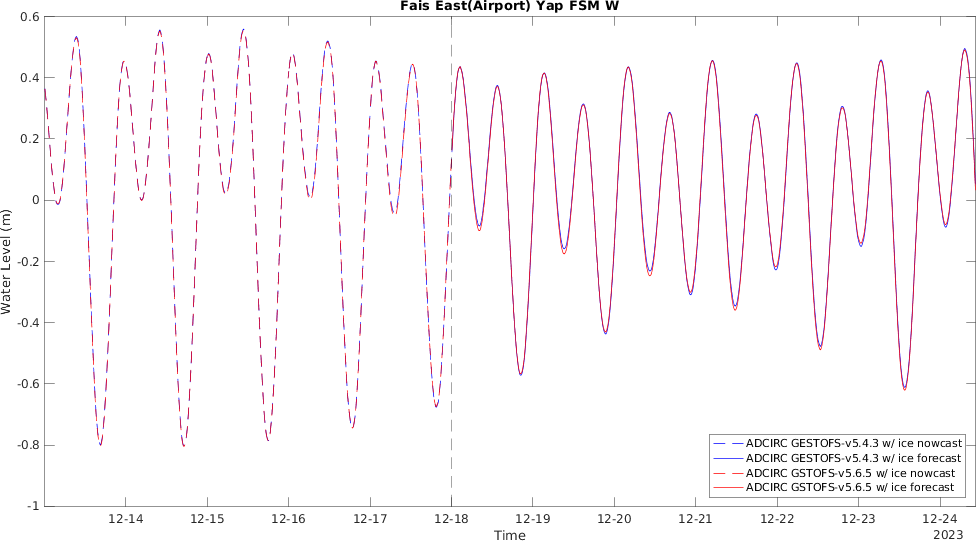 Fais East(Airport) Yap FSM W
0.6
0.4
0.2
0
-0.2
-0.4
-0.6
-0.8
-1
Water Level (m)
ADCIRC GESTOFS-v5.4.3 w/ ice nowcast
ADCIRC GESTOFS-v5.4.3 w/ ice forecast
ADCIRC GSTOFS-v5.6.5 w/ ice nowcast
ADCIRC GSTOFS-v5.6.5 w/ ice forecast
12-14 12-15 12-16 12-17 12-18 12-19 12-20 12-21 12-22 12-23 12-24
Time
2023